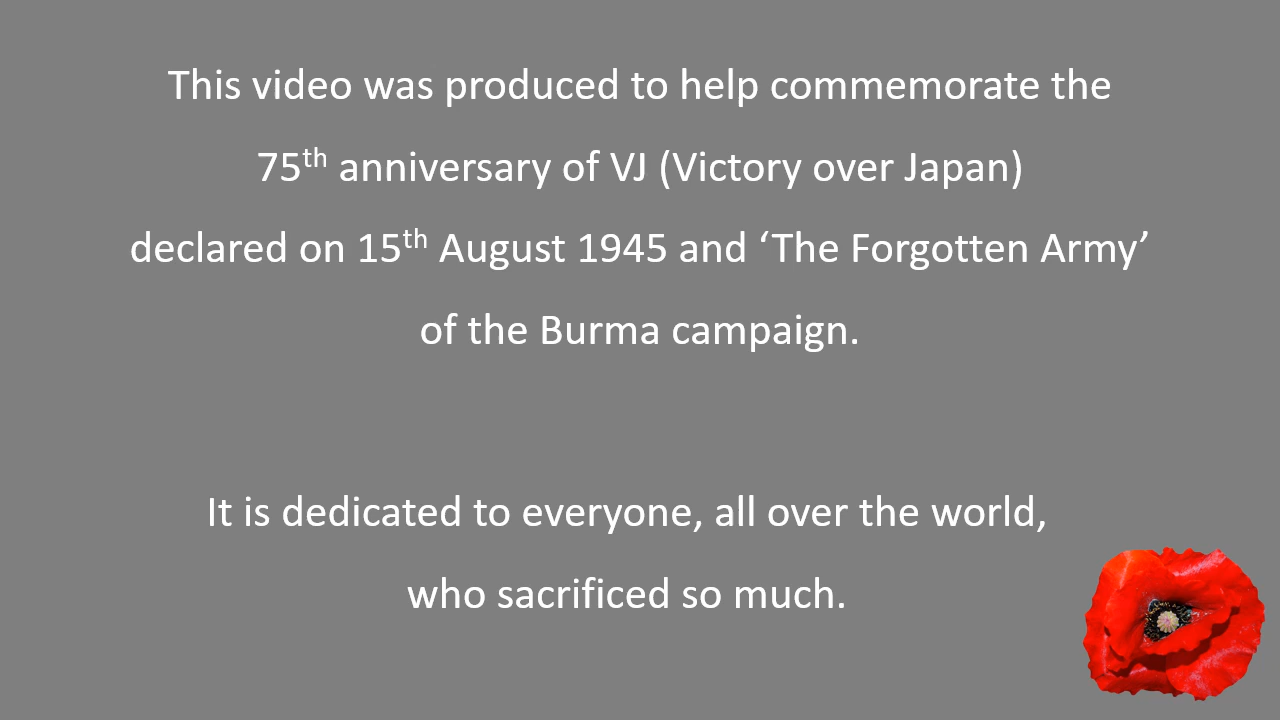 This video was produced to help commemorate the
75th anniversary of VJ (Victory over Japan)
declared on 15th August 1945 and ‘The Forgotten Army’
of the Burma campaign.
It is dedicated to everyone, all over the world,
who sacrificed so much.